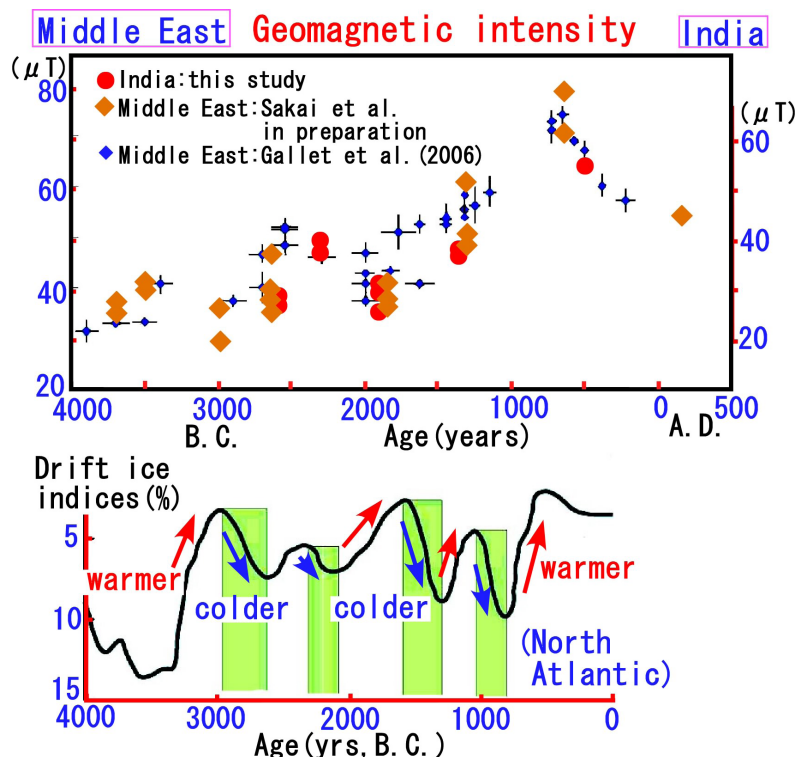 Middle East Geomagnetic intensity India
(μT)
80
60
40
20
India:this study
Middle East:Sakai et al.
in preparation
Middle East:Gallet et al.(2006)
(μT)
60
40
20
4000 3000 2000 1000 0 500
B.C. Age(years) A.D.
Drift ice
indices(%)
5
10
15
warmer
colder
colder
warmer
(North
Atlantic)
4000 3000 2000 1000 0
Age(yrs,B.C.)